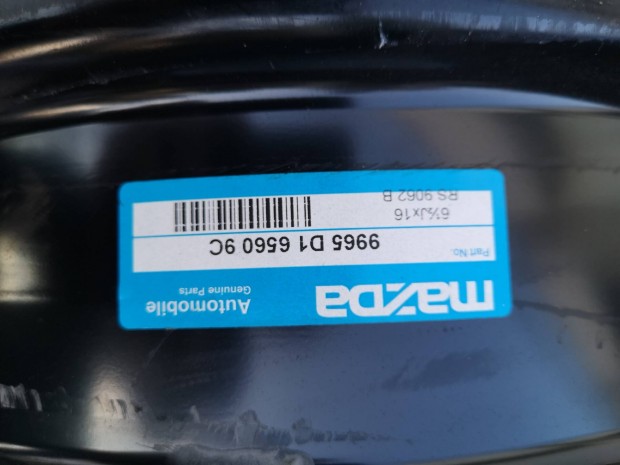 mazda
Automobile
Genuine Parts
Part No.
9965 D1 6560 9C
6½Jx16
RS 9062 B